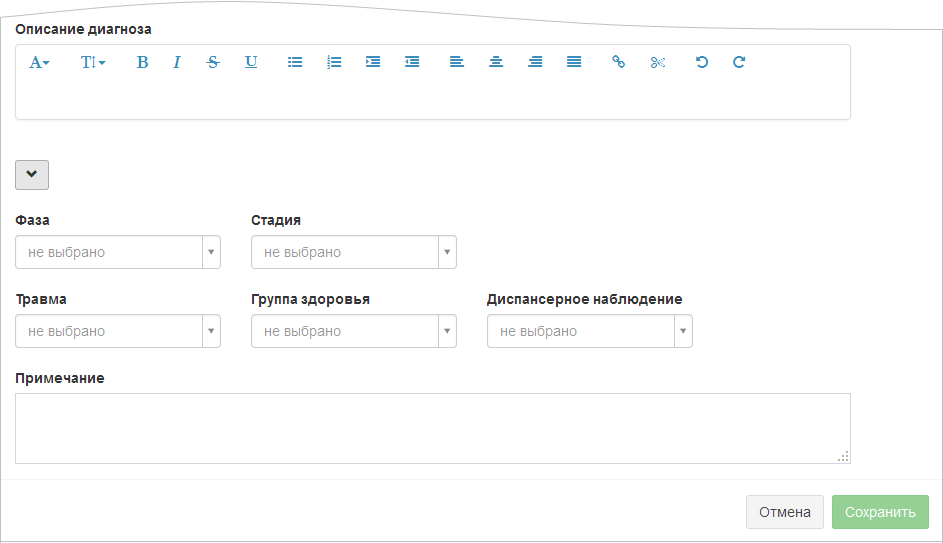 Описание диагноза
A T B I S U
Фаза Стадия
не выбрано не выбрано
Травма Группа здоровья Диспансерное наблюдение
не выбрано не выбрано не выбрано
Примечание
Отмена Сохранить